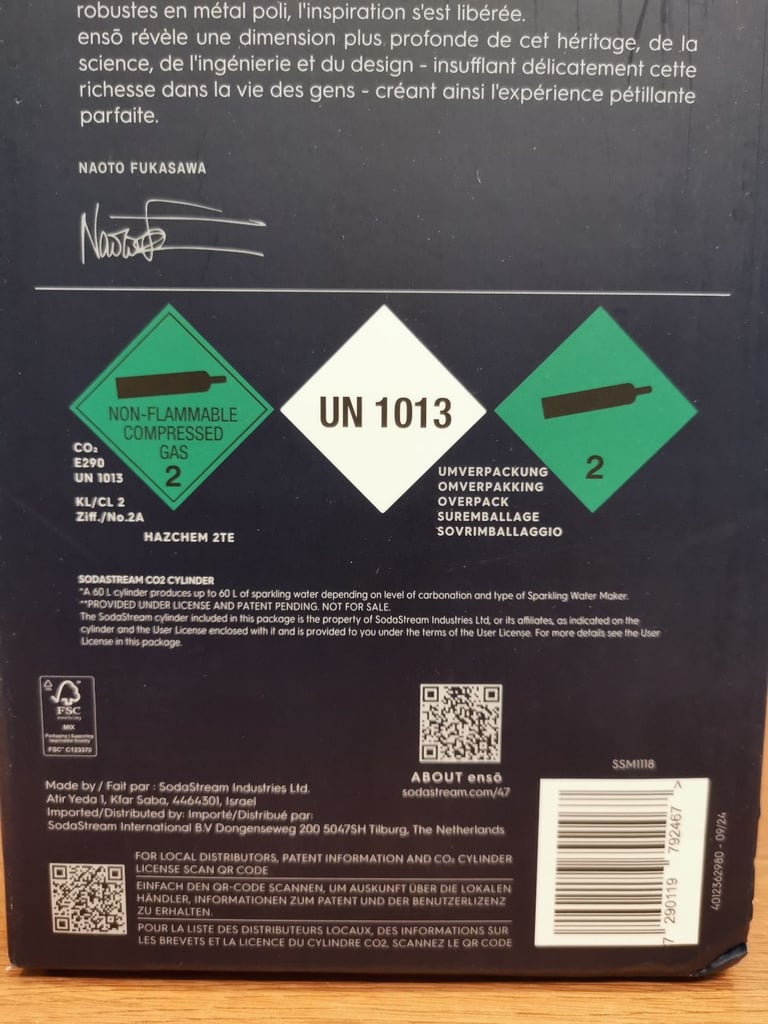 robustes en métal poli, l'inspiration s'est libérée.
ensō révèle une dimension plus profonde de cet héritage, de la
science, de l'ingénierie et du design - insufflant délicatement cette
richesse dans la vie des gens - créant ainsi l'expérience pétillante
parfaite.
NAOTO FUKASAWA
Naoto F
NON-FLAMMABLE
COMPRESSED
GAS
2
CO₂
E290
UN 1013
KL/CL 2
Ziff./No.2A
HAZCHEM 2TE
UN 1013
2
UMVERPACKUNG
OMVERPAKKING
OVERPACK
SUREMBALLAGE
SOVRIMBALLAGGIO
SODASTREAM CO2 CYLINDER
*A 60 L cylinder produces up to 60 L of sparkling water depending on level of carbonation and type of Sparkling Water Maker.
**PROVIDED UNDER LICENSE AND PATENT PENDING. NOT FOR SALE.
The SodaStream cylinder included in this package is the property of SodaStream Industries Ltd, or its affiliates, as indicated on the
cylinder and the User License enclosed with it and is provided to you under the terms of the User License. For more details see the User
License in this package.
FSC
www.fsc.org
MIX
Packaging | Supporting
responsible forestry
FSC™ C123370
ABOUT ensō
sodastream.com/47
Made by / Fait par : SodaStream Industries Ltd.
Atir Yeda 1, Kfar Saba, 4464301, Israel
Imported/Distributed by: Importé/Distribué par:
SodaStream International B.V Dongenseweg 200 5047SH Tilburg, The Netherlands
FOR LOCAL DISTRIBUTORS, PATENT INFORMATION AND CO₂ CYLINDER
LICENSE SCAN QR CODE
EINFACH DEN QR-CODE SCANNEN, UM AUSKUNFT ÜBER DIE LOKALEN
HÄNDLER, INFORMATIONEN ZUM PATENT UND DER BENUTZERLIZENZ
ZU ERHALTEN.
POUR LA LISTE DES DISTRIBUTEURS LOCAUX, DES INFORMATIONS SUR
LES BREVETS ET LA LICENCE DU CYLINDRE CO2, SCANNEZ LE QR CODE
SSM1118
7 290119 792467 >
4012362980 - 09/24